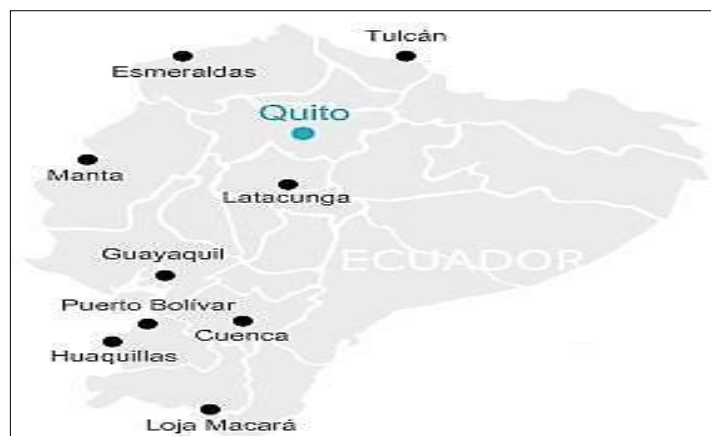 Tulcán
Esmeraldas
Quito
Manta
Latacunga
Guayaquil
ECUADOR
Puerto Bolívar
Cuenca
Huaquillas
Loja Macará